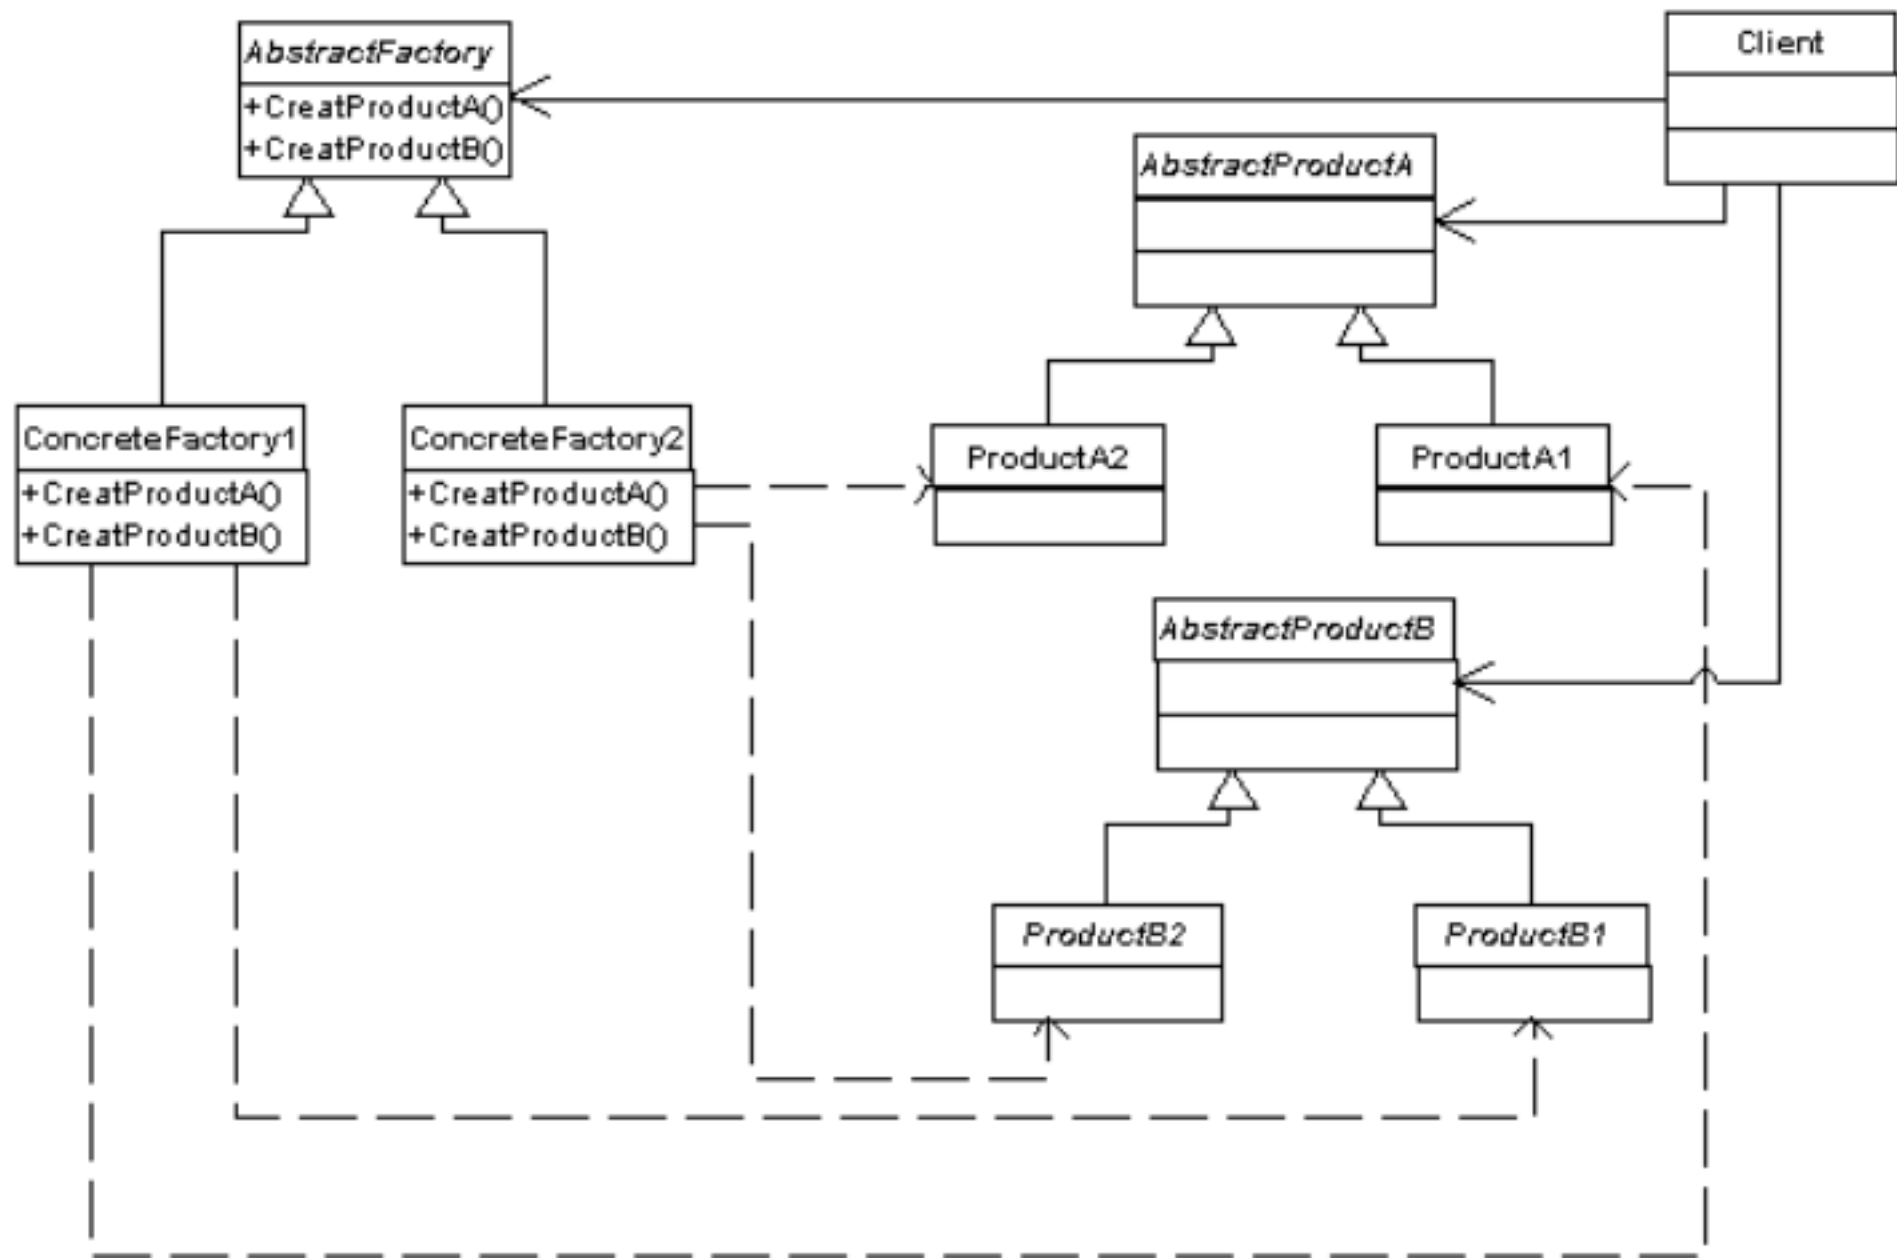 AbstractFactory
+CreatProductA()
+CreatProductB()
Client
AbstractProductA
ConcreteFactory1
+CreatProductA()
+CreatProductB()
ConcreteFactory2
+CreatProductA()
+CreatProductB()
ProductA2
ProductA1
AbstractProductB
ProductB2
ProductB1